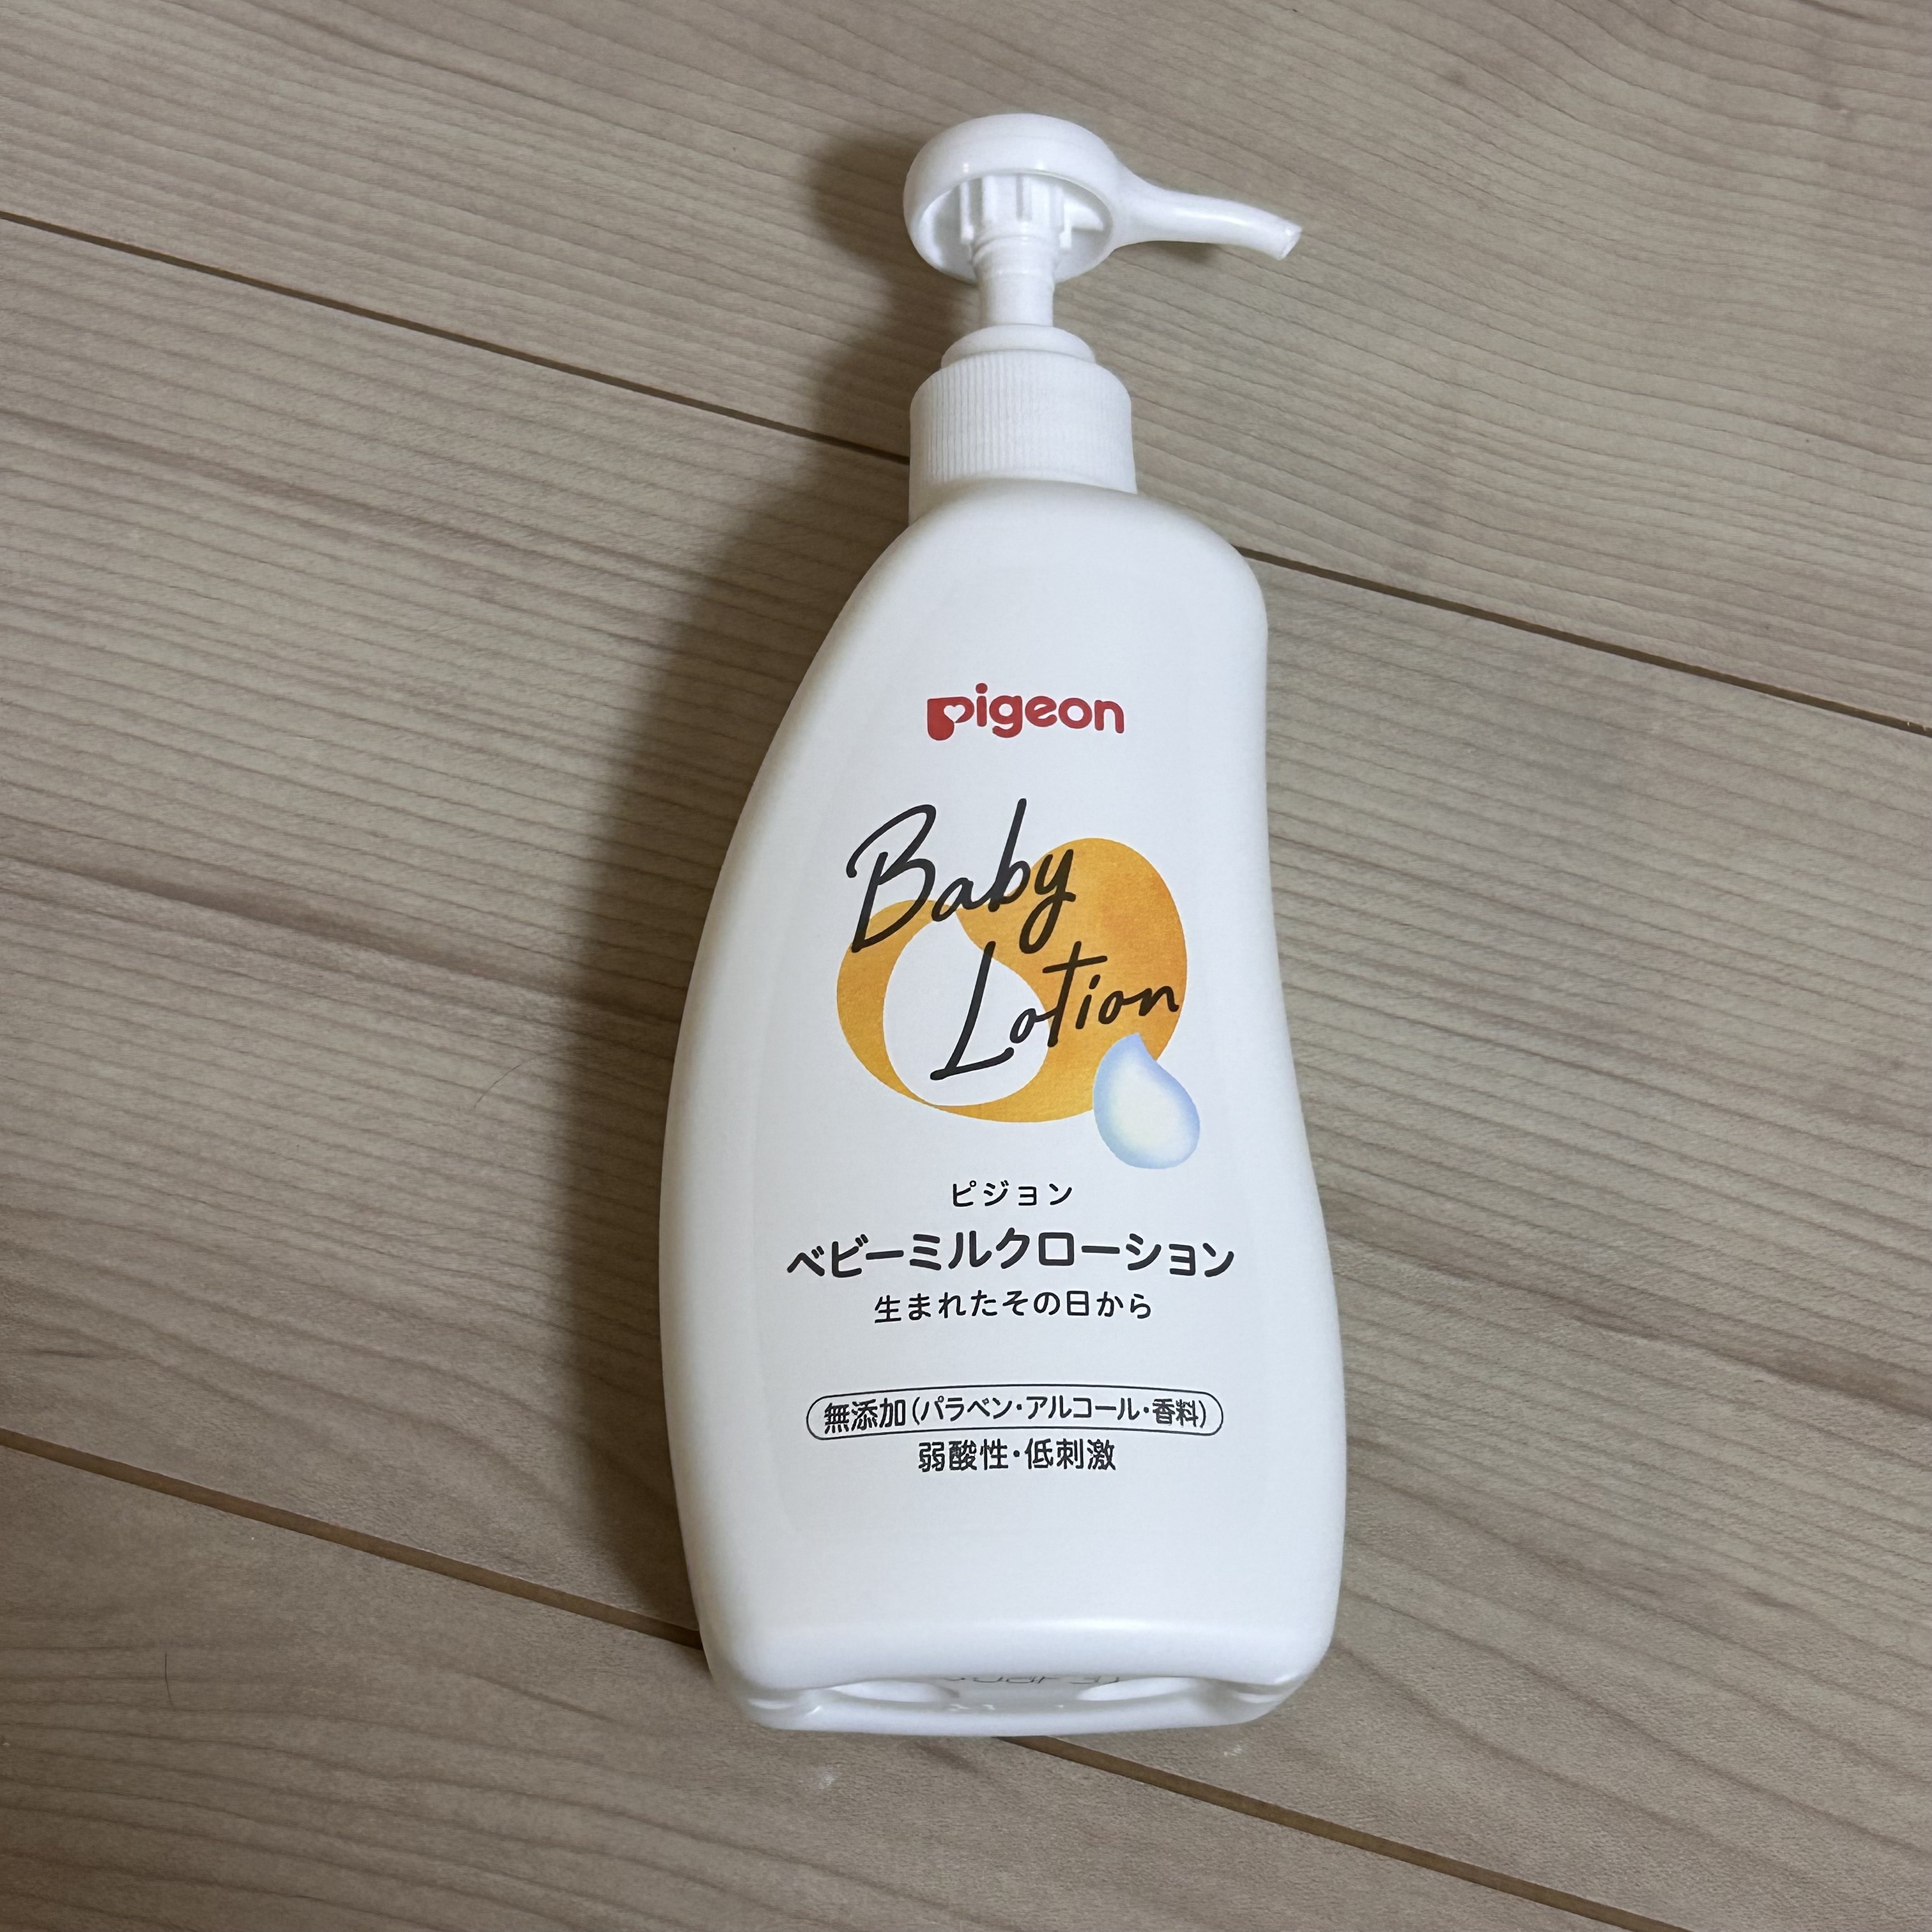 pigeon
Baby
Lotion
ピジョン
ベビーミルクローション
生まれたその日から
無添加(パラベン・アルコール・香料)
弱酸性・低刺激